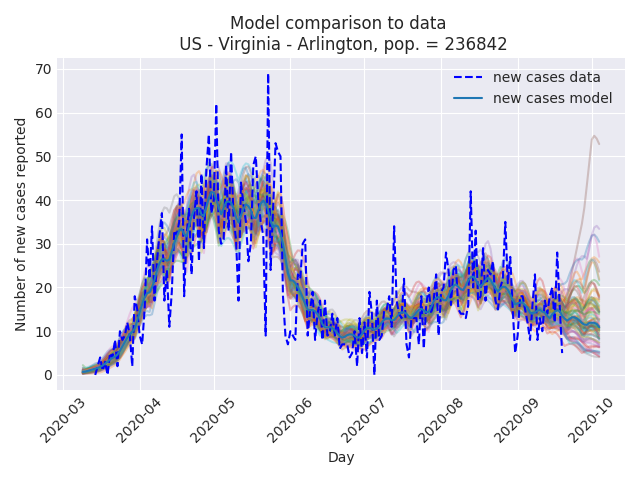 Model comparison to data
US - Virginia - Arlington, pop. = 236842
new cases data
new cases model
Number of new cases reported
70
60
50
40
30
20
10
0
2020-03
2020-04
2020-05
2020-06
2020-07
2020-08
2020-09
2020-10
Day